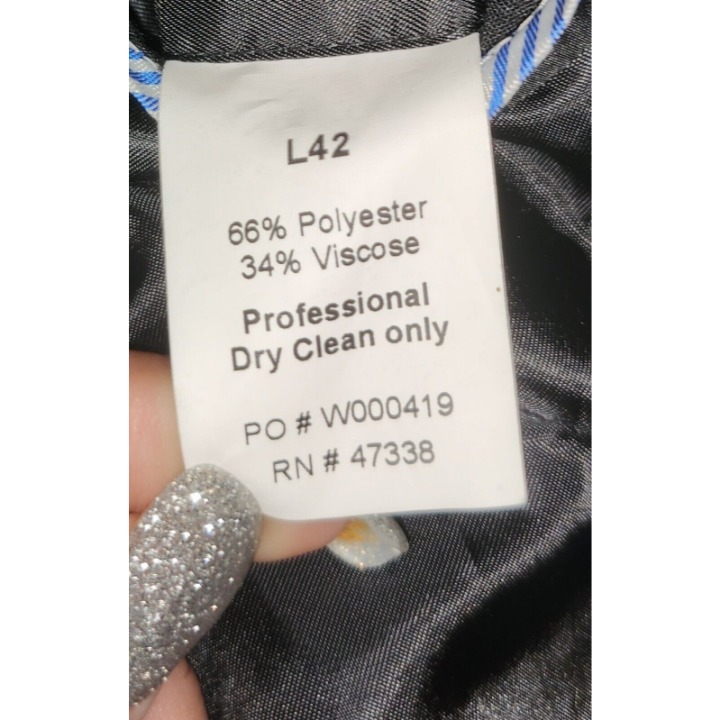 L42
66% Polyester
34% Viscose
Professional
Dry Clean only
PO # W000419
RN # 47338